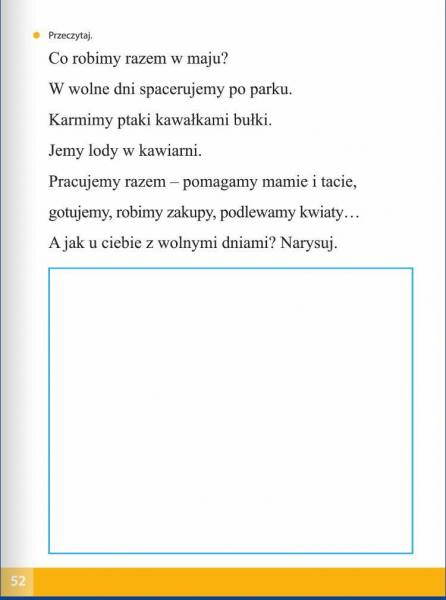 Przeczytaj.
Co robimy razem w maju?
W wolne dni spacerujemy po parku.
Karmimy ptaki kawałkami bułki.
Jemy lody w kawiarni.
Pracujemy razem – pomagamy mamie i tacie,
gotujemy, robimy zakupy, podlewamy kwiaty…
A jak u ciebie z wolnymi dniami? Narysuj.
52